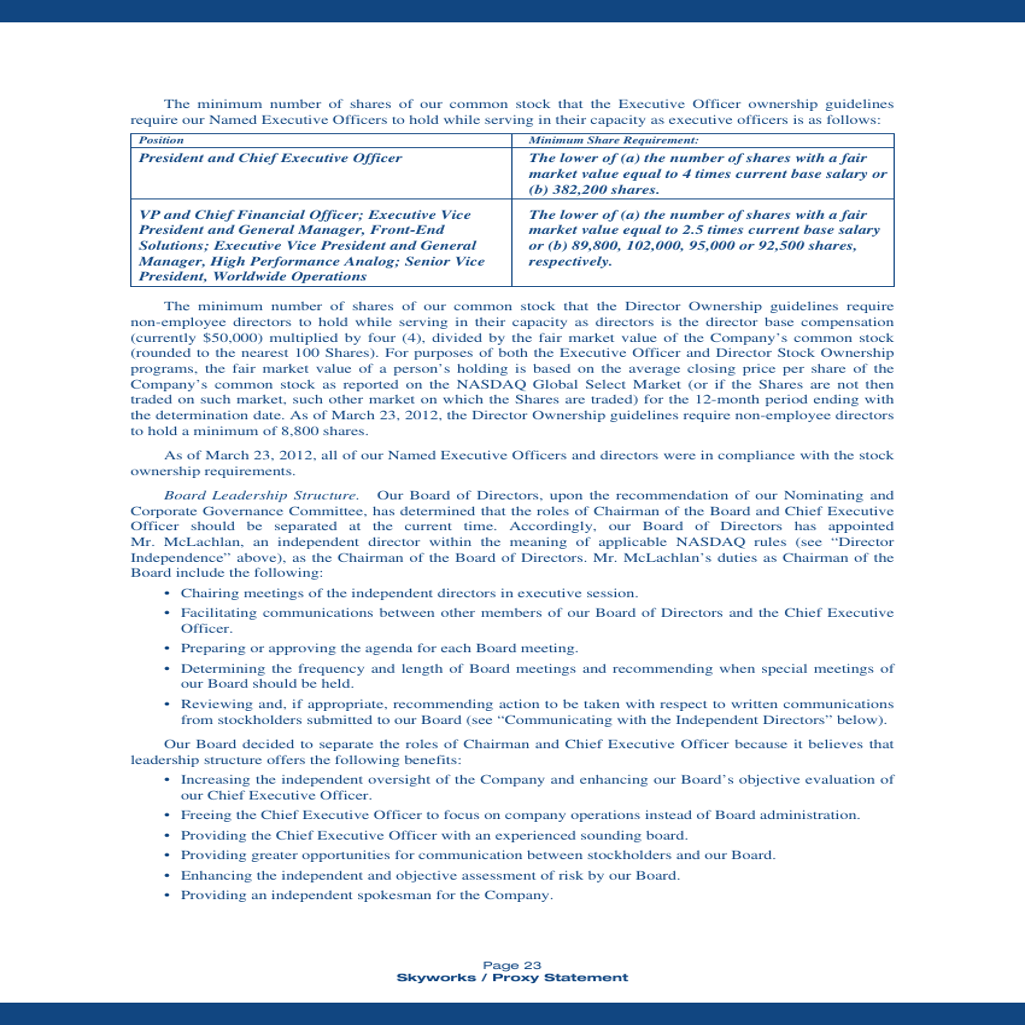 The minimum number of shares of our common stock that the Executive Officer ownership guidelines
require our Named Executive Officers to hold while serving in their capacity as executive officers is as follows:
Position
Minimum Share Requirement:
President and Chief Executive Officer
The lower of (a) the number of shares with a fair
market value equal to 4 times current base salary or
(b) 382,200 shares.
VP and Chief Financial Officer; Executive Vice
President and General Manager, Front-End
Solutions; Executive Vice President and General
Manager, High Performance Analog; Senior Vice
President, Worldwide Operations
The lower of (a) the number of shares with a fair
market value equal to 2.5 times current base salary
or (b) 89,800, 102,000, 95,000 or 92,500 shares,
respectively.
The minimum number of shares of our common stock that the Director Ownership guidelines require
non-employee directors to hold while serving in their capacity as directors is the director base compensation
(currently $50,000) multiplied by four (4), divided by the fair market value of the Company's common stock
(rounded to the nearest 100 Shares). For purposes of both the Executive Officer and Director Stock Ownership
programs, the fair market value of a person's holding is based on the average closing price per share of the
Company's common stock as reported on the NASDAQ Global Select Market (or if the Shares are not then
traded on such market, such other market on which the Shares are traded) for the 12-month period ending with
the determination date. As of March 23, 2012, the Director Ownership guidelines require non-employee directors
to hold a minimum of 8,800 shares.
As of March 23, 2012, all of our Named Executive Officers and directors were in compliance with the stock
ownership requirements.
Board Leadership Structure. Our Board of Directors, upon the recommendation of our Nominating and
Corporate Governance Committee, has determined that the roles of Chairman of the Board and Chief Executive
Officer should be separated at the current time. Accordingly, our Board of Directors has appointed
Mr. McLachlan, an independent director within the meaning of applicable NASDAQ rules (see “Director
Independence” above), as the Chairman of the Board of Directors. Mr. McLachlan's duties as Chairman of the
Board include the following:
• Chairing meetings of the independent directors in executive session.
• Facilitating communications between other members of our Board of Directors and the Chief Executive
Officer.
• Preparing or approving the agenda for each Board meeting.
• Determining the frequency and length of Board meetings and recommending when special meetings of
our Board should be held.
• Reviewing and, if appropriate, recommending action to be taken with respect to written communications
from stockholders submitted to our Board (see “Communicating with the Independent Directors” below).
Our Board decided to separate the roles of Chairman and Chief Executive Officer because it believes that
leadership structure offers the following benefits:
• Increasing the independent oversight of the Company and enhancing our Board's objective evaluation of
our Chief Executive Officer.
• Freeing the Chief Executive Officer to focus on company operations instead of Board administration.
• Providing the Chief Executive Officer with an experienced sounding board.
• Providing greater opportunities for communication between stockholders and our Board.
• Enhancing the independent and objective assessment of risk by our Board.
• Providing an independent spokesman for the Company.
Page 23
Skyworks / Proxy Statement